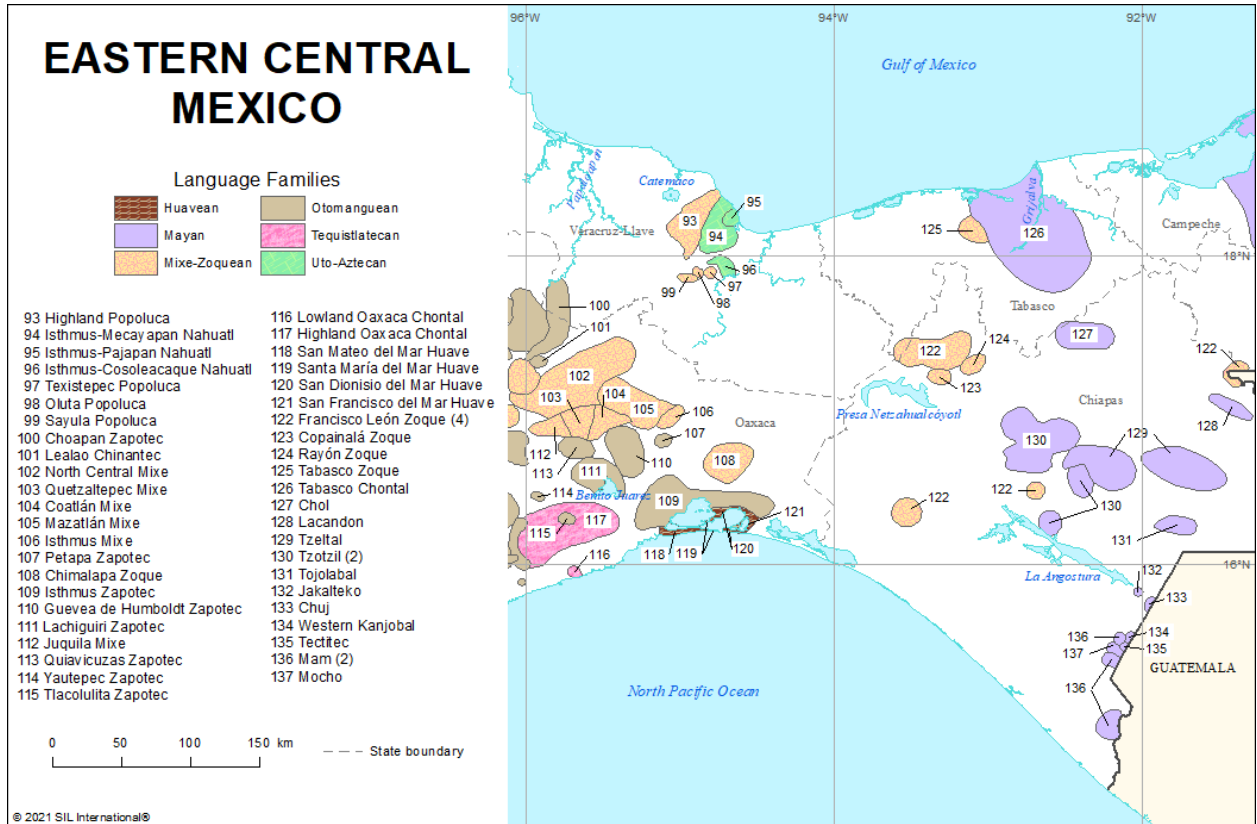 EASTERN CENTRAL
MEXICO
Language Families
Huavean
Otomanguean
Mayan
Tequistlatecan
Mixe-Zoquean
Uto-Aztecan
93 Highland Popoluca
94 Isthmus-Mecayapan Nahuatl
95 Isthmus-Pajapan Nahuatl
96 Isthmus-Cosoleacaque Nahuatl
97 Texistepec Popoluca
98 Oluta Popoluca
99 Sayula Popoluca
100 Choapan Zapotec
101 Lealao Chinantec
102 North Central Mixe
103 Quetzaltepec Mixe
104 Coatlán Mixe
105 Mazatlán Mixe
106 Isthmus Mixe
107 Petapa Zapotec
108 Chimalapa Zoque
109 Isthmus Zapotec
110 Guevea de Humboldt Zapotec
111 Lachiguiri Zapotec
112 Juquila Mixe
113 Quiavicuzas Zapotec
114 Yautepec Zapotec
115 Tlacolulita Zapotec
116 Lowland Oaxaca Chontal
117 Highland Oaxaca Chontal
118 San Mateo del Mar Huave
119 Santa María del Mar Huave
120 San Dionisio del Mar Huave
121 San Francisco del Mar Huave
122 Francisco León Zoque (4)
123 Copainalá Zoque
124 Rayón Zoque
125 Tabasco Zoque
126 Tabasco Chontal
127 Chol
128 Lacandon
129 Tzeltal
130 Tzotzil (2)
131 Tojolabal
132 Jakalteko
133 Chuj
134 Western Kanjobal
135 Tectitec
136 Mam (2)
137 Mocho
0 50 100 150 km
State boundary
© 2021 SIL International®
96°W
94°W
92°W
Gulf of Mexico
Papaloapan
Catemaco
Grijalva
93
95
Veracruz-Llave
94
125
126
Campeche
18°N
96
97
98
99
100
Tabasco
101
127
122
124
122
102
123
Presa Netzahualcóyotl
Chiapas
103
104
105
106
Oaxaca
128
112
107
130
129
113
110
108
111
114
Benito Juarez
109
122
122
130
121
115
117
131
118
119
120
116
16°N
La Angostura
132
133
136
134
137
135
GUATEMALA
136
North Pacific Ocean